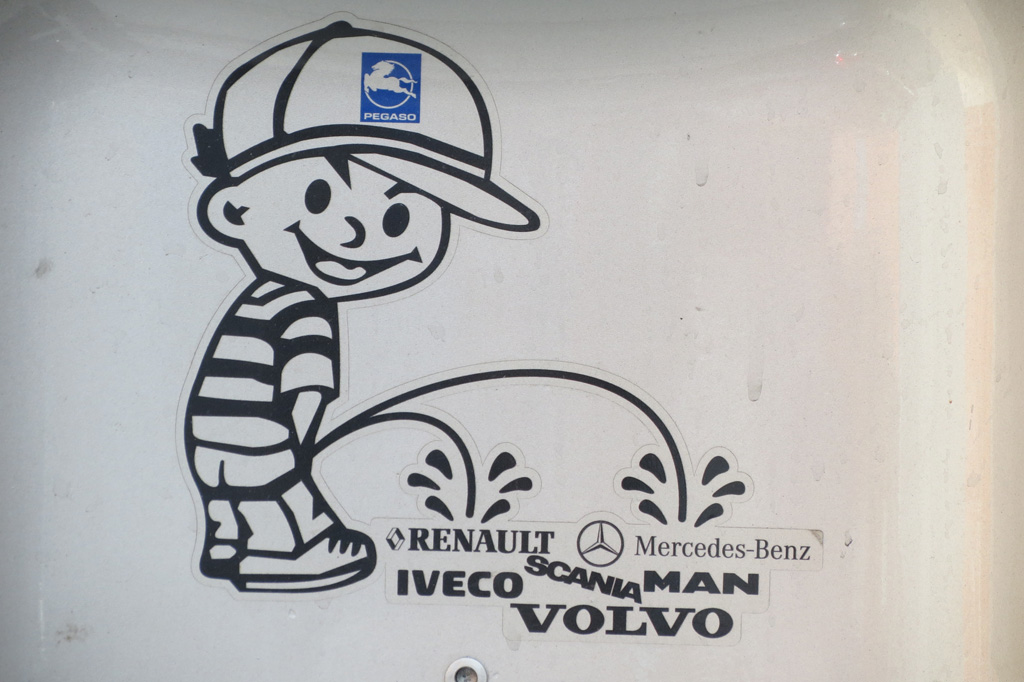 PEGASO
RENAULT Mercedes-Benz
IVECO SCANIA MAN
VOLVO